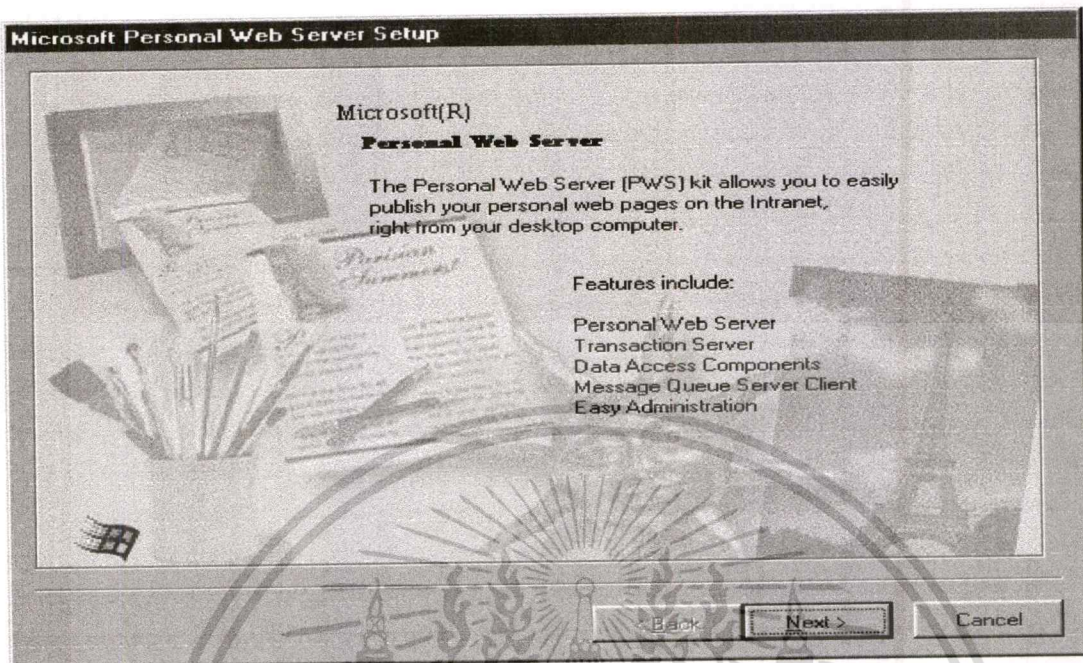 Microsoft Personal Web Server Setup
Microsoft(R)
Personal Web Server
The Personal Web Server (PWS) kit allows you to easily
publish your personal web pages on the Intranet,
right from your desktop computer.
Parisian
Summers!
Features include:
Personal Web Server
Transaction Server
Data Access Components
Message Queue Server Client
Easy Administration
< Back
Next >
Cancel